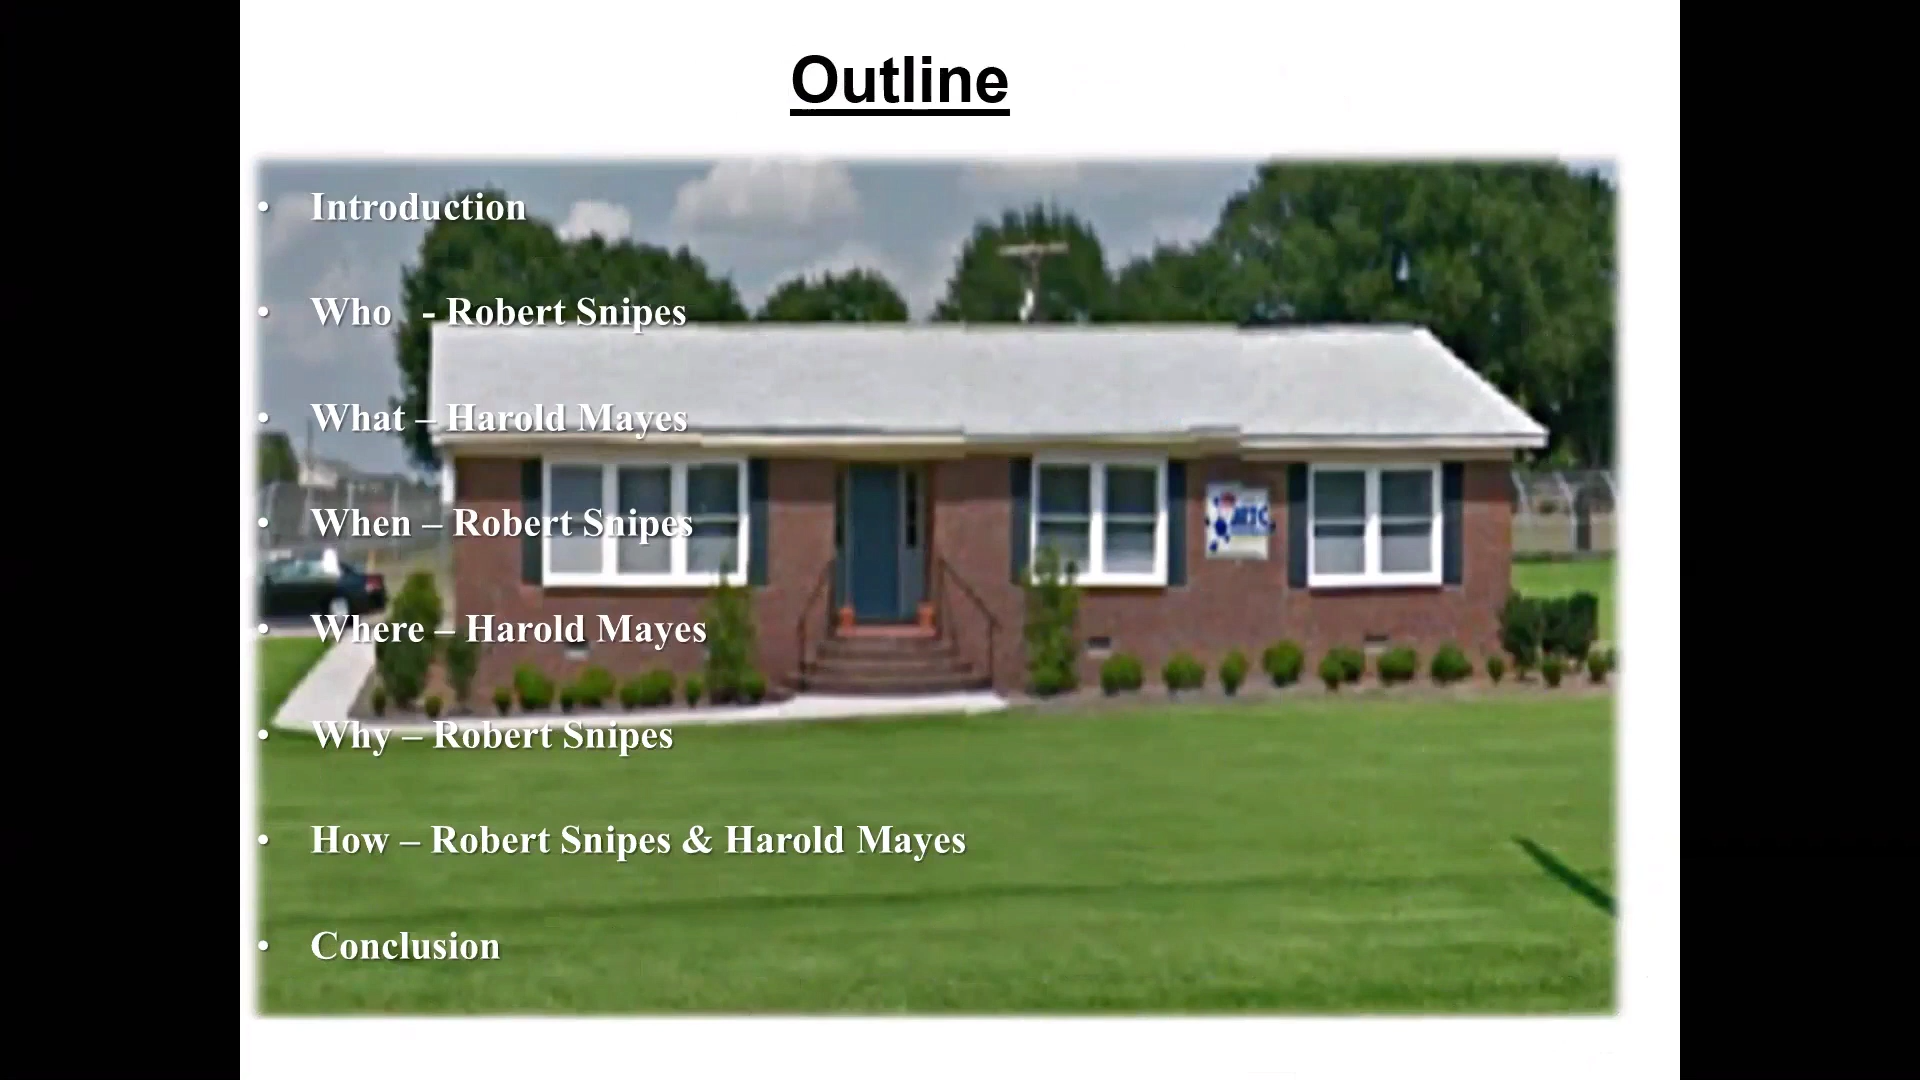 Outline
• Introduction
• Who - Robert Snipes
• What – Harold Mayes
• When – Robert Snipes
• Where – Harold Mayes
• Why – Robert Snipes
• How – Robert Snipes & Harold Mayes
• Conclusion